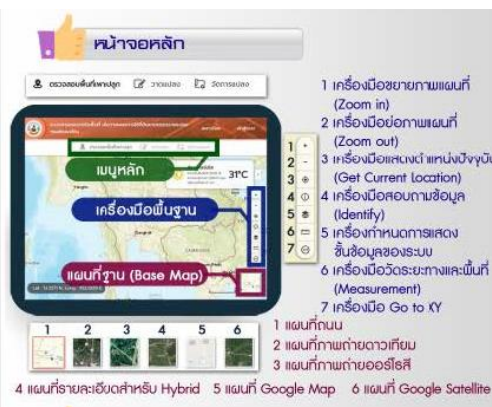 หน้าจอหลัก
ตรวจสอบพื้นที่เพาะปลูก วาดแปลง จัดการแปลง
เมนูหลัก
31°C
เครื่องมือพื้นฐาน
แผนที่ฐาน (Base Map)
1 เครื่องมือขยายภาพแผนที่
(Zoom in)
2 เครื่องมือย่อภาพแผนที่
(Zoom out)
3 เครื่องมือแสดงตำแหน่งปัจจุบัน
(Get Current Location)
4 เครื่องมือสอบถามข้อมูล
(Identify)
5 เครื่องกำหนดการแสดง
ชั้นข้อมูลของระบบ
6 เครื่องมือวัดระยะทางและพื้นที่
(Measurement)
7 เครื่องมือ Go to XY
1
2
3
4
5
6
7
1 2 3 4 5 6
1 แผนที่ถนน
2 แผนที่ภาพถ่ายดาวเทียม
3 แผนที่ภาพถ่ายออร์โธสี
4 แผนที่รายละเอียดสำหรับ Hybrid 5 แผนที่ Google Map 6 แผนที่ Google Satellite